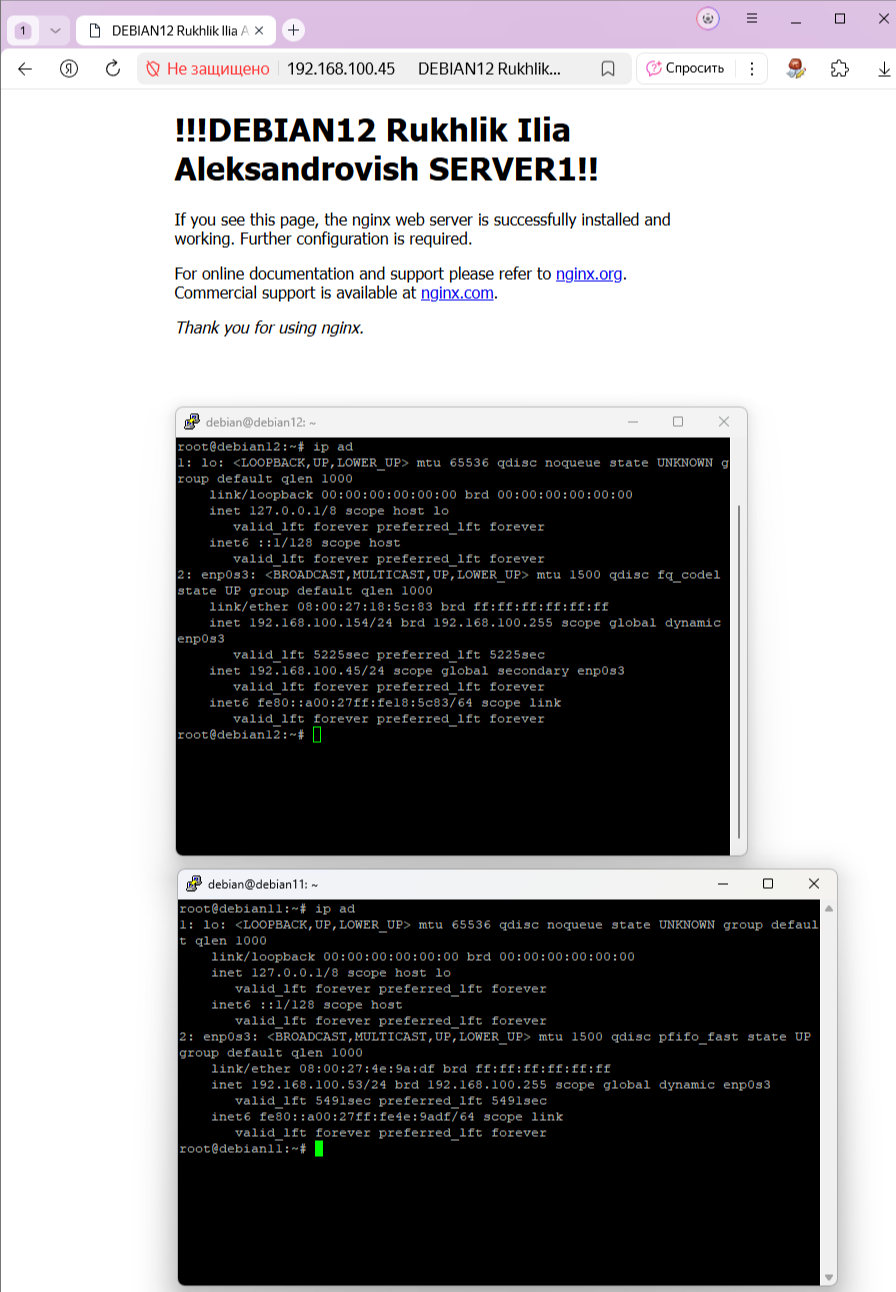 1
DEBIAN12 Rukhlik Ilia A
Не защищено 192.168.100.45 DEBIAN12 Rukhlik... Спросить
!!!DEBIAN12 Rukhlik Ilia
Aleksandrovish SERVER1!!
If you see this page, the nginx web server is successfully installed and
working. Further configuration is required.
For online documentation and support please refer to nginx.org.
Commercial support is available at nginx.com.
Thank you for using nginx.
debian@debian12: ~
root@debian12:~# ip ad
1: lo: <LOOPBACK,UP,LOWER_UP> mtu 65536 qdisc noqueue state UNKNOWN g
roup default qlen 1000
link/loopback 00:00:00:00:00:00 brd 00:00:00:00:00:00
inet 127.0.0.1/8 scope host lo
valid_lft forever preferred_lft forever
inet6 ::1/128 scope host
valid_lft forever preferred_lft forever
2: enp0s3: <BROADCAST,MULTICAST,UP,LOWER_UP> mtu 1500 qdisc fq_codel
state UP group default qlen 1000
link/ether 08:00:27:18:5c:83 brd ff:ff:ff:ff:ff:ff
inet 192.168.100.154/24 brd 192.168.100.255 scope global dynamic
enp0s3
valid_lft 5225sec preferred_lft 5225sec
inet 192.168.100.45/24 scope global secondary enp0s3
valid_lft forever preferred_lft forever
inet6 fe80::a00:27ff:fe18:5c83/64 scope link
valid_lft forever preferred_lft forever
root@debian12:~#
debian@debian11: ~
root@debian11:~# ip ad
1: lo: <LOOPBACK,UP,LOWER_UP> mtu 65536 qdisc noqueue state UNKNOWN group defaul
t qlen 1000
link/loopback 00:00:00:00:00:00 brd 00:00:00:00:00:00
inet 127.0.0.1/8 scope host lo
valid_lft forever preferred_lft forever
inet6 ::1/128 scope host
valid_lft forever preferred_lft forever
2: enp0s3: <BROADCAST,MULTICAST,UP,LOWER_UP> mtu 1500 qdisc pfifo_fast state UP
group default qlen 1000
link/ether 08:00:27:4e:9a:df brd ff:ff:ff:ff:ff:ff
inet 192.168.100.53/24 brd 192.168.100.255 scope global dynamic enp0s3
valid_lft 5491sec preferred_lft 5491sec
inet6 fe80::a00:27ff:fe4e:9adf/64 scope link
valid_lft forever preferred_lft forever
root@debian11:~#